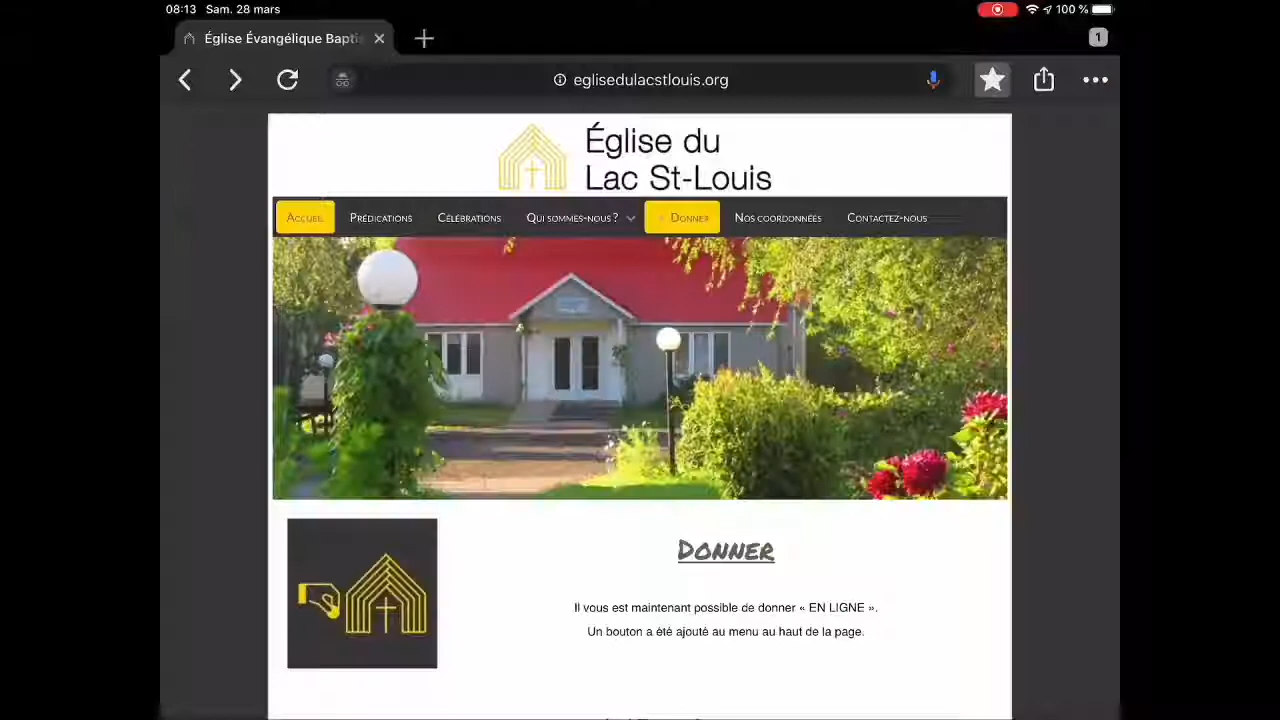 08:13 Sam. 28 mars
100 %
Église Évangélique Bapti
1
eglisedulacstlouis.org
Église du
Lac St-Louis
Accueil Prédications Célébrations Qui sommes-nous ? Donner Nos coordonnées Contactez-nous
Donner
Il vous est maintenant possible de donner « EN LIGNE ».
Un bouton a été ajouté au menu au haut de la page.